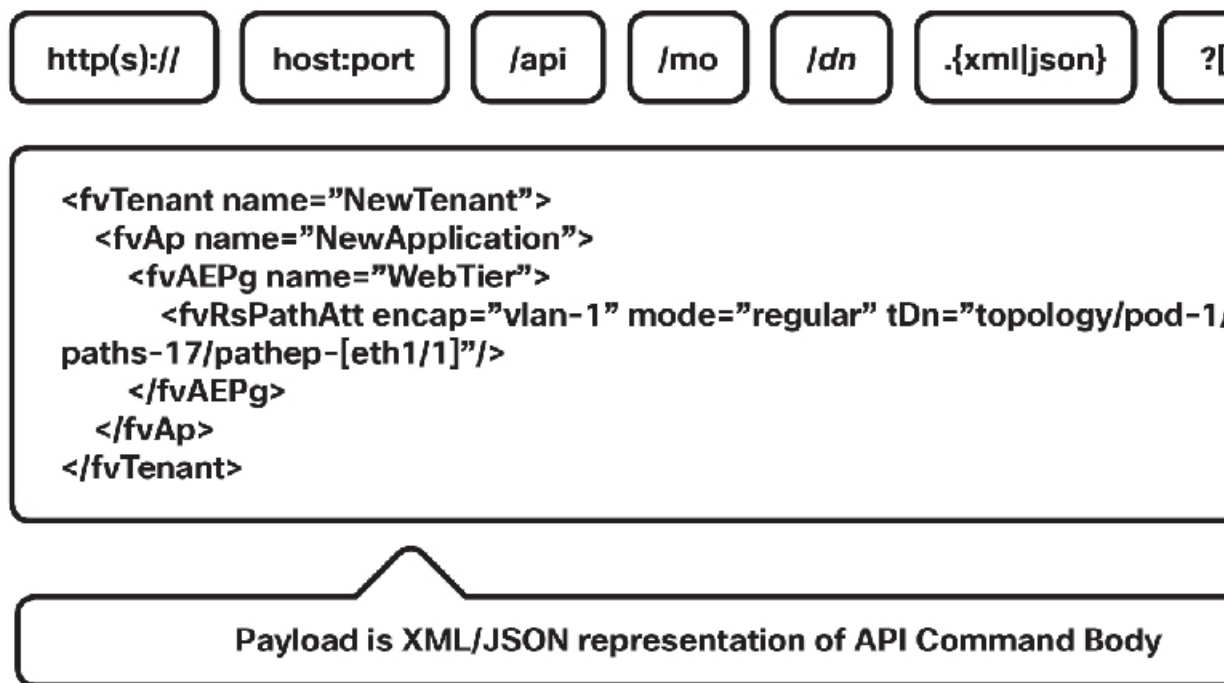 http(s):// host:port /api /mo /dn .{xml|json} ?[
<fvTenant name=”NewTenant”>
<fvAp name=”NewApplication”>
<fvAEPg name=”WebTier”>
<fvRsPathAtt encap=”vlan-1” mode=”regular” tDn=”topology/pod-1/
paths-17/pathep-[eth1/1]”/>
</fvAEPg>
</fvAp>
</fvTenant>
Payload is XML/JSON representation of API Command Body